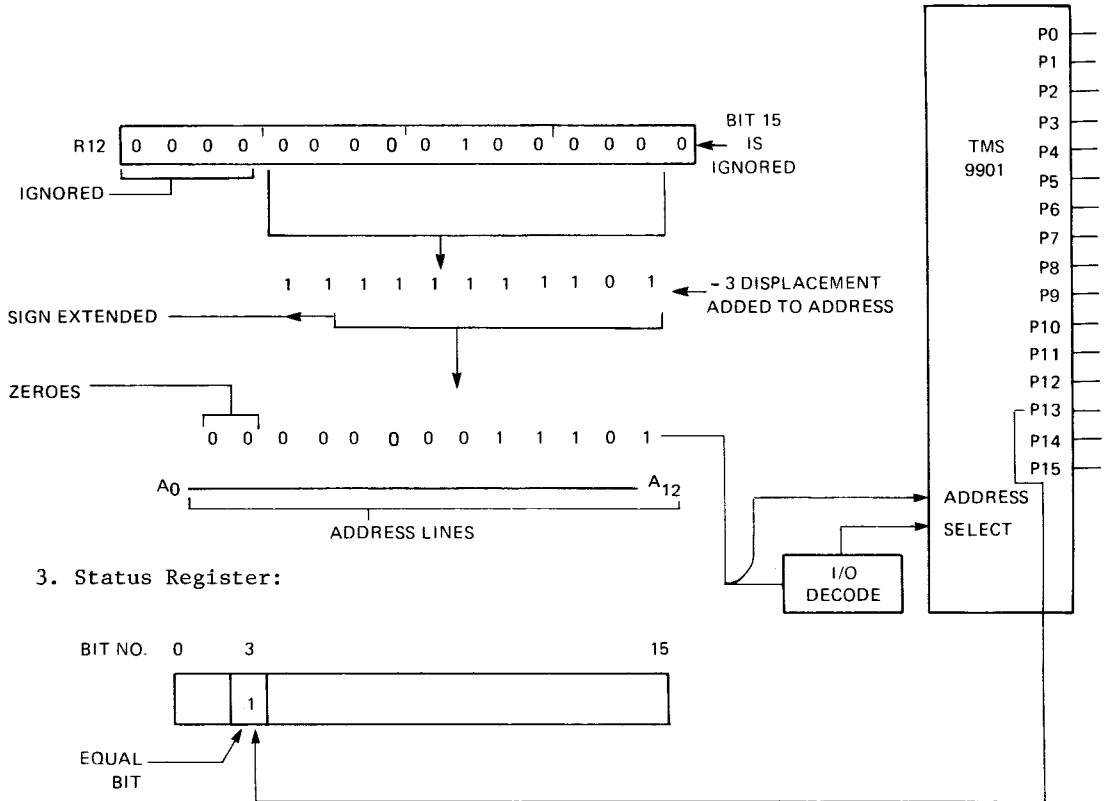 R12 0 0 0 0 0 0 0 0 0 1 0 0 0 0 0 0
BIT 15
IS
IGNORED
IGNORED
1 1 1 1 1 1 1 1 1 0 1
- 3 DISPLACEMENT
ADDED TO ADDRESS
SIGN EXTENDED
ZEROES
0 0 0 0 0 0 0 0 1 1 1 0 1
A0 A12
ADDRESS LINES
TMS
9901
P0
P1
P2
P3
P4
P5
P6
P7
P8
P9
P10
P11
P12
P13
P14
P15
ADDRESS
SELECT
I/O
DECODE
3. Status Register:
BIT NO. 0 3 15
1
EQUAL
BIT